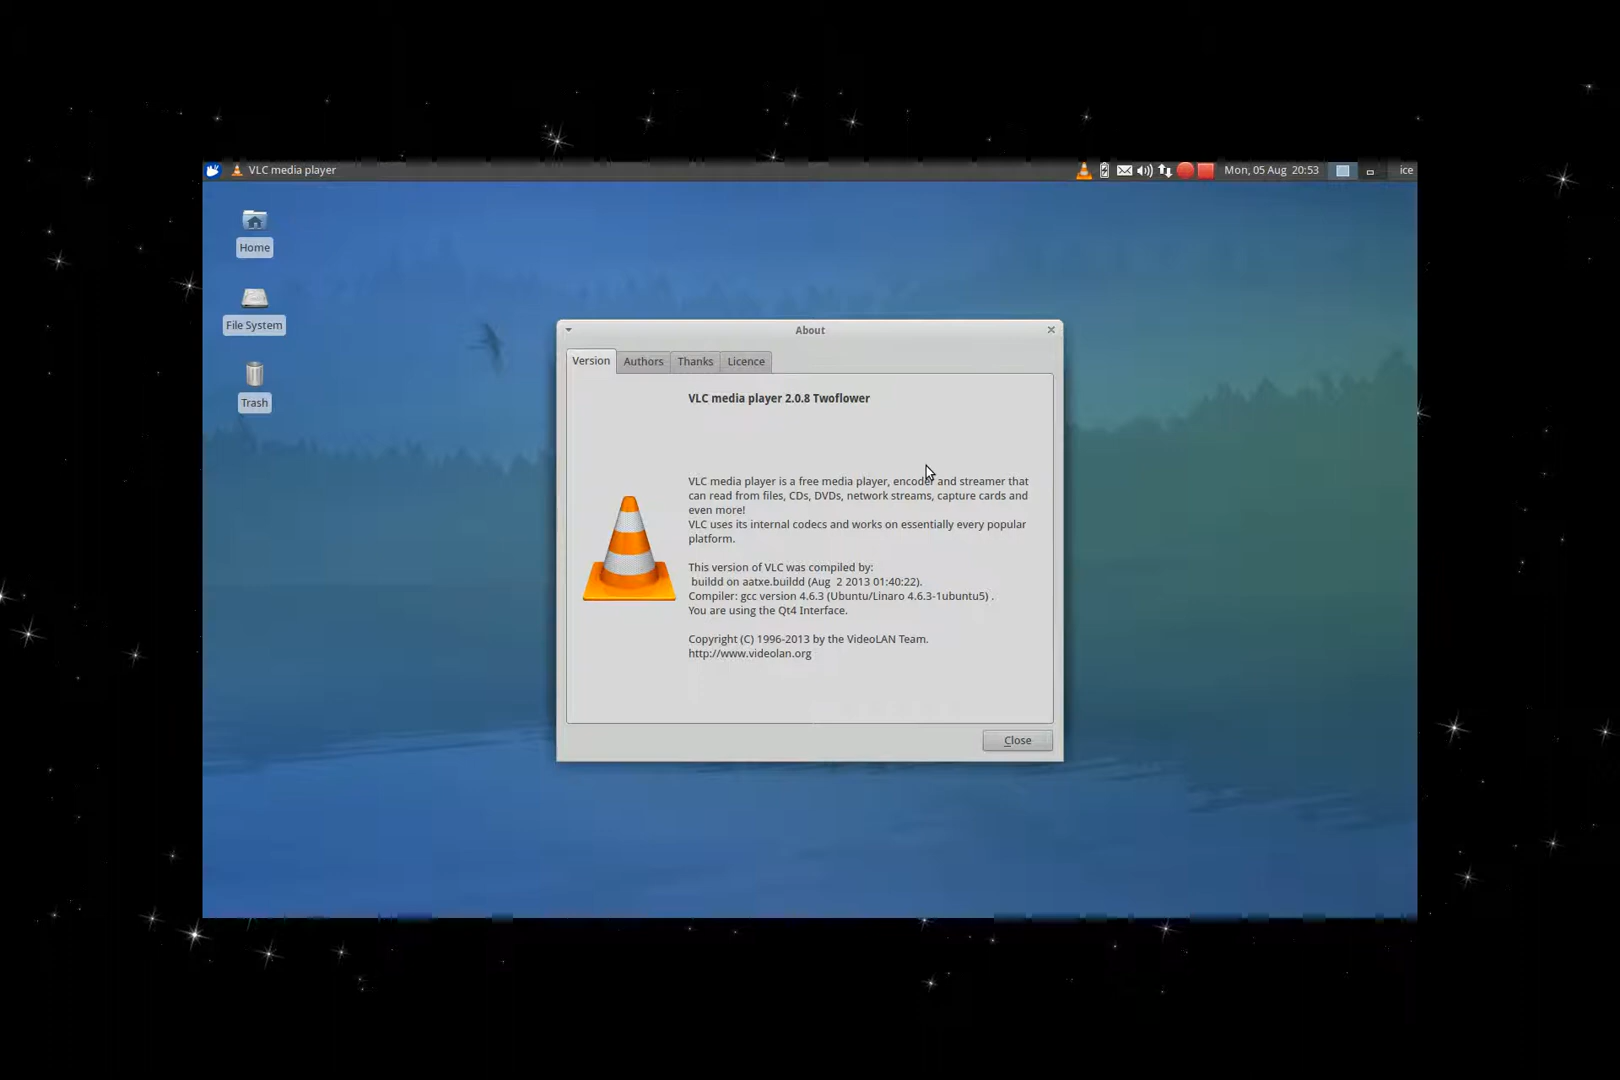 VLC media player
Mon, 05 Aug 20:53
ice
Home
File System
Trash
About
Version
Authors
Thanks
Licence
VLC media player 2.0.8 Twoflower
VLC media player is a free media player, encoder and streamer that
can read from files, CDs, DVDs, network streams, capture cards and
even more!
VLC uses its internal codecs and works on essentially every popular
platform.
This version of VLC was compiled by:
buildd on aatxe.buildd (Aug 2 2013 01:40:22).
Compiler: gcc version 4.6.3 (Ubuntu/Linaro 4.6.3-1ubuntu5) .
You are using the Qt4 Interface.
Copyright (C) 1996-2013 by the VideoLAN Team.
http://www.videolan.org
Close